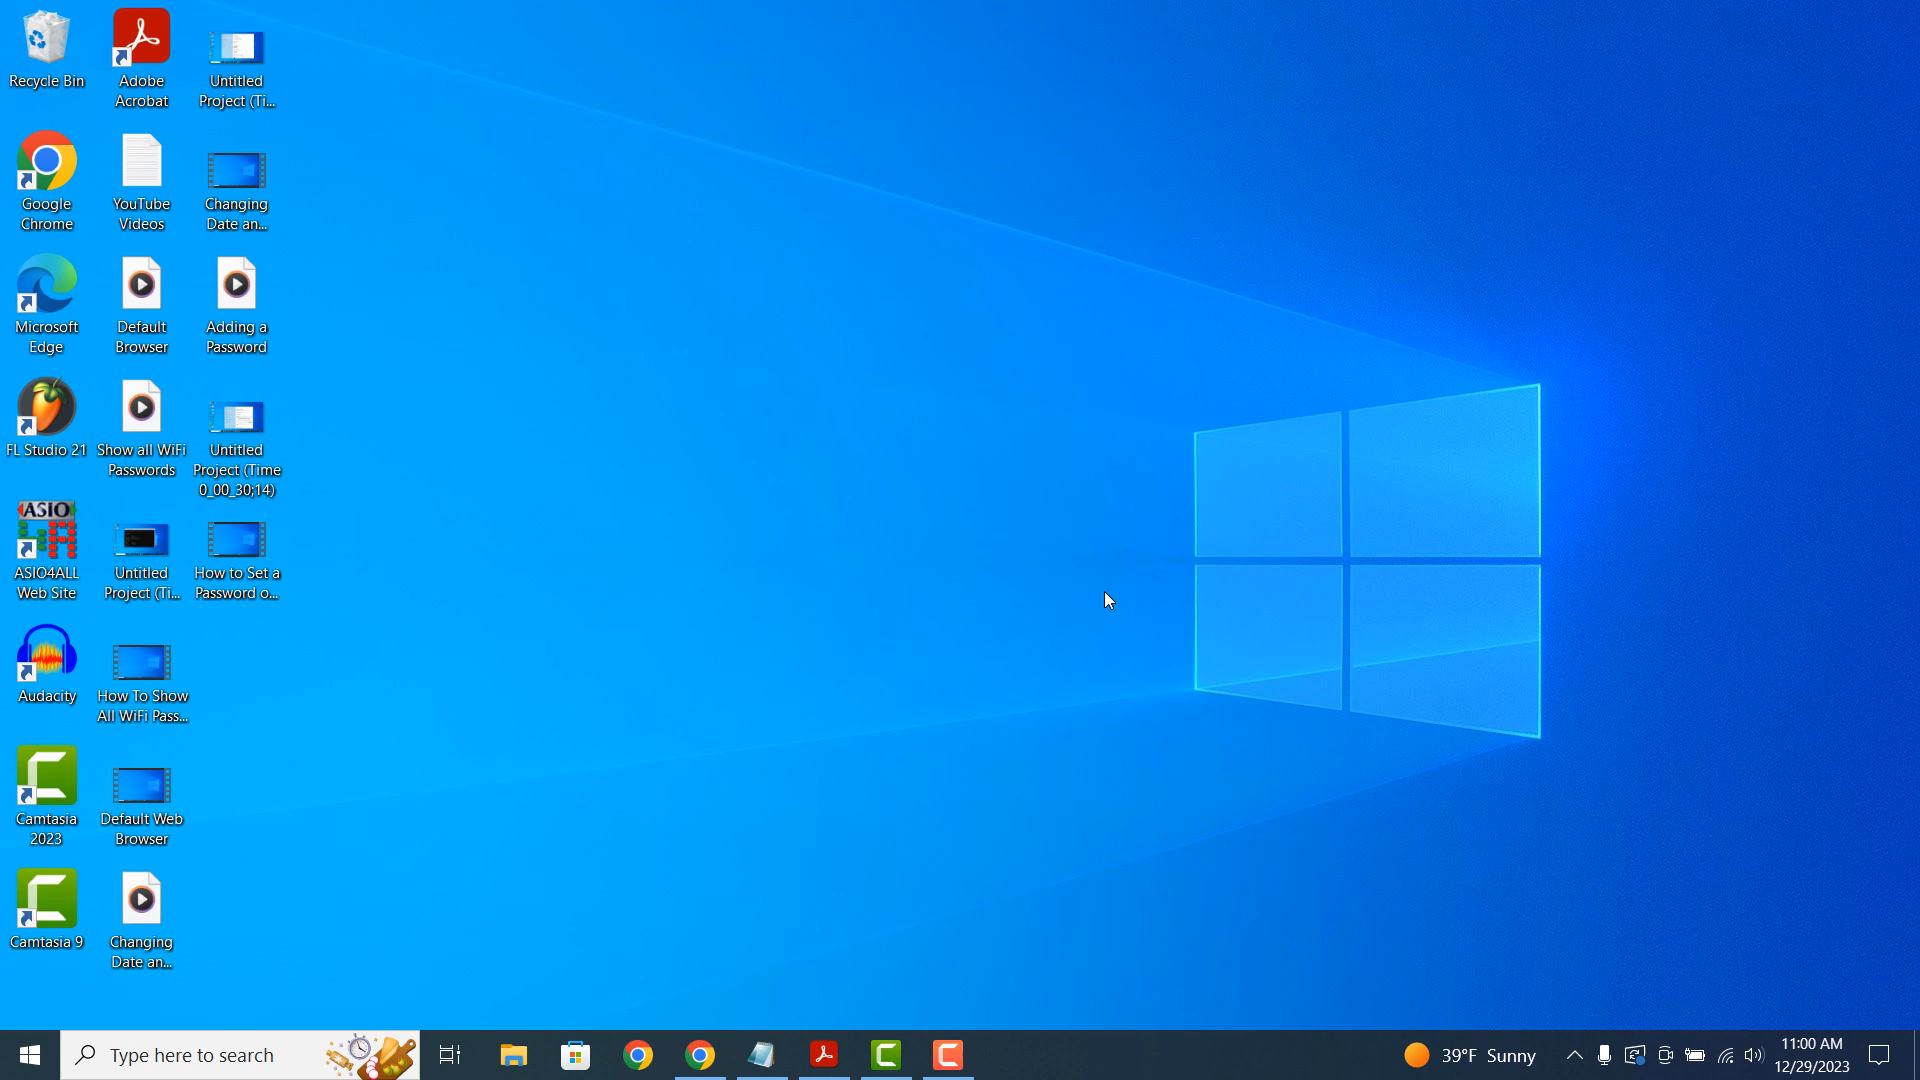 Recycle Bin
Adobe
Acrobat
Untitled
Project (Ti...
Google
Chrome
YouTube
Videos
Changing
Date an...
Microsoft
Edge
Default
Browser
Adding a
Password
FL Studio 21
Show all WiFi
Passwords
Untitled
Project (Time
0_00_30;14)
ASIO
ASIO4ALL
Web Site
Untitled
Project (Ti...
How to Set a
Password o...
Audacity
How To Show
All WiFi Pass...
Camtasia
2023
Default Web
Browser
Camtasia 9
Changing
Date an...
Type here to search
39°F Sunny
11:00 AM
12/29/2023